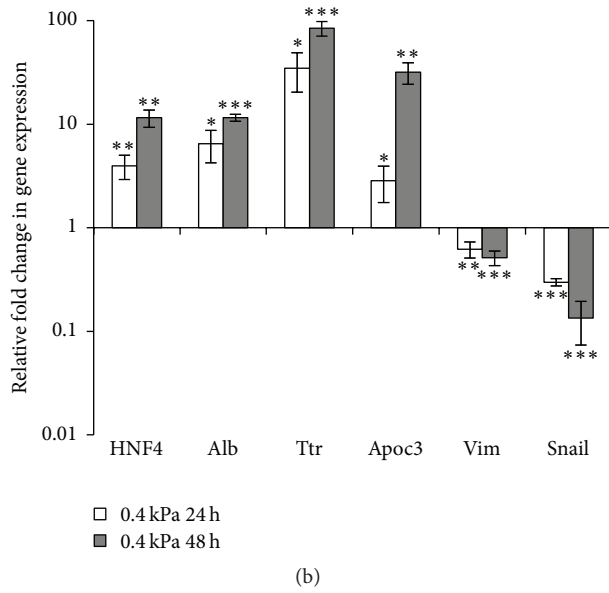 Relative fold change in gene expression
100
10
1
0.1
0.01
** ** * *** * *** * ** ** *** *** ***
HNF4 Alb Ttr Apoc3 Vim Snail
0.4 kPa 24 h
0.4 kPa 48 h
(b)